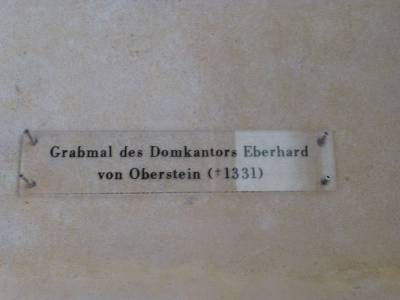 Grabmal des Domkantors Eberhard
von Oberstein (†1331)